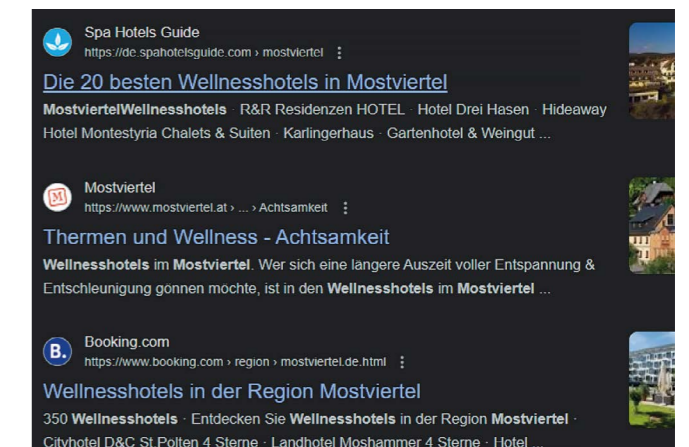 Spa Hotels Guide
https://de.spahotelsguide.com › mostviertel
Die 20 besten Wellnesshotels in Mostviertel
MostviertelWellnesshotels · R&R Residenzen HOTEL · Hotel Drei Hasen · Hideaway
Hotel Montestyria Chalets & Suiten · Karlingerhaus · Gartenhotel & Weingut ...
M
Mostviertel
https://www.mostviertel.at › ... › Achtsamkeit
Thermen und Wellness - Achtsamkeit
Wellnesshotels im Mostviertel. Wer sich eine längere Auszeit voller Entspannung &
Entschleunigung gönnen möchte, ist in den Wellnesshotels im Mostviertel ...
B.
Booking.com
https://www.booking.com › region › mostviertel.de.html
Wellnesshotels in der Region Mostviertel
350 Wellnesshotels · Entdecken Sie Wellnesshotels in der Region Mostviertel ·
Cityhotel D&C St Pölten 4 Sterne · Landhotel Moshammer 4 Sterne · Hotel ...